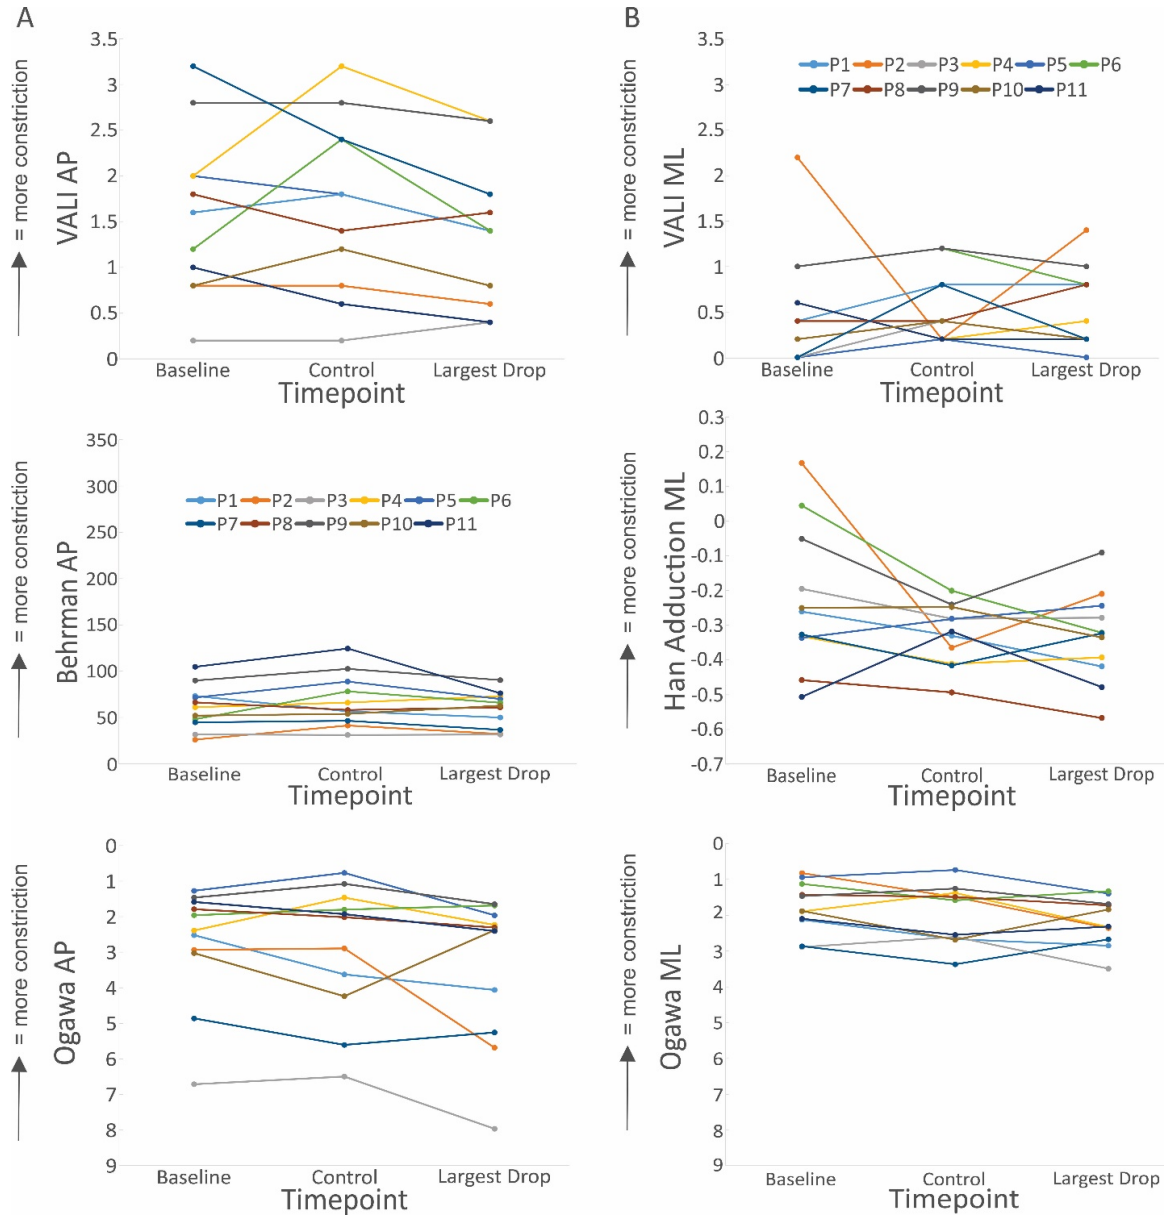 A
3.5
3
2.5
2
1.5
1
0.5
0
= more constriction
VALI AP
Baseline Control Largest Drop
Timepoint
B
3.5
3
2.5
2
1.5
1
0.5
0
= more constriction
VALI ML
P1 P2 P3 P4 P5 P6
P7 P8 P9 P10 P11
Baseline Control Largest Drop
Timepoint
350
300
250
200
150
100
50
0
= more constriction
Behrman AP
P1 P2 P3 P4 P5 P6
P7 P8 P9 P10 P11
Baseline Control Largest Drop
Timepoint
0.3
0.2
0.1
0
-0.1
-0.2
-0.3
-0.4
-0.5
-0.6
-0.7
= more constriction
Han Adduction ML
Baseline Control Largest Drop
Timepoint
0
1
2
3
4
5
6
7
8
9
= more constriction
Ogawa AP
Baseline Control Largest Drop
Timepoint
0
1
2
3
4
5
6
7
8
9
= more constriction
Ogawa ML
Baseline Control Largest Drop
Timepoint